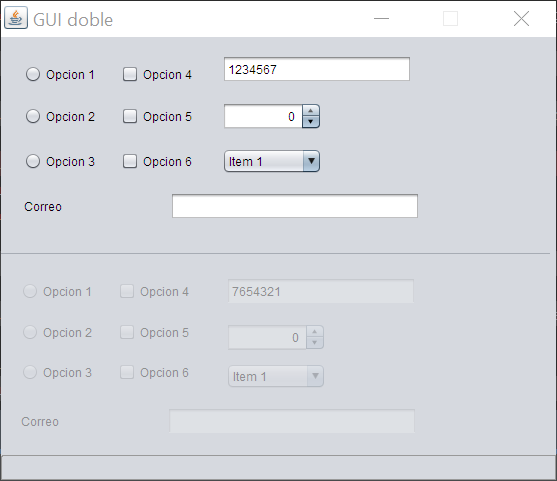 GUI doble
Opcion 1 Opcion 4 1234567
Opcion 2 Opcion 5 0
Opcion 3 Opcion 6 Item 1
Correo
Opcion 1 Opcion 4 7654321
Opcion 2 Opcion 5 0
Opcion 3 Opcion 6 Item 1
Correo